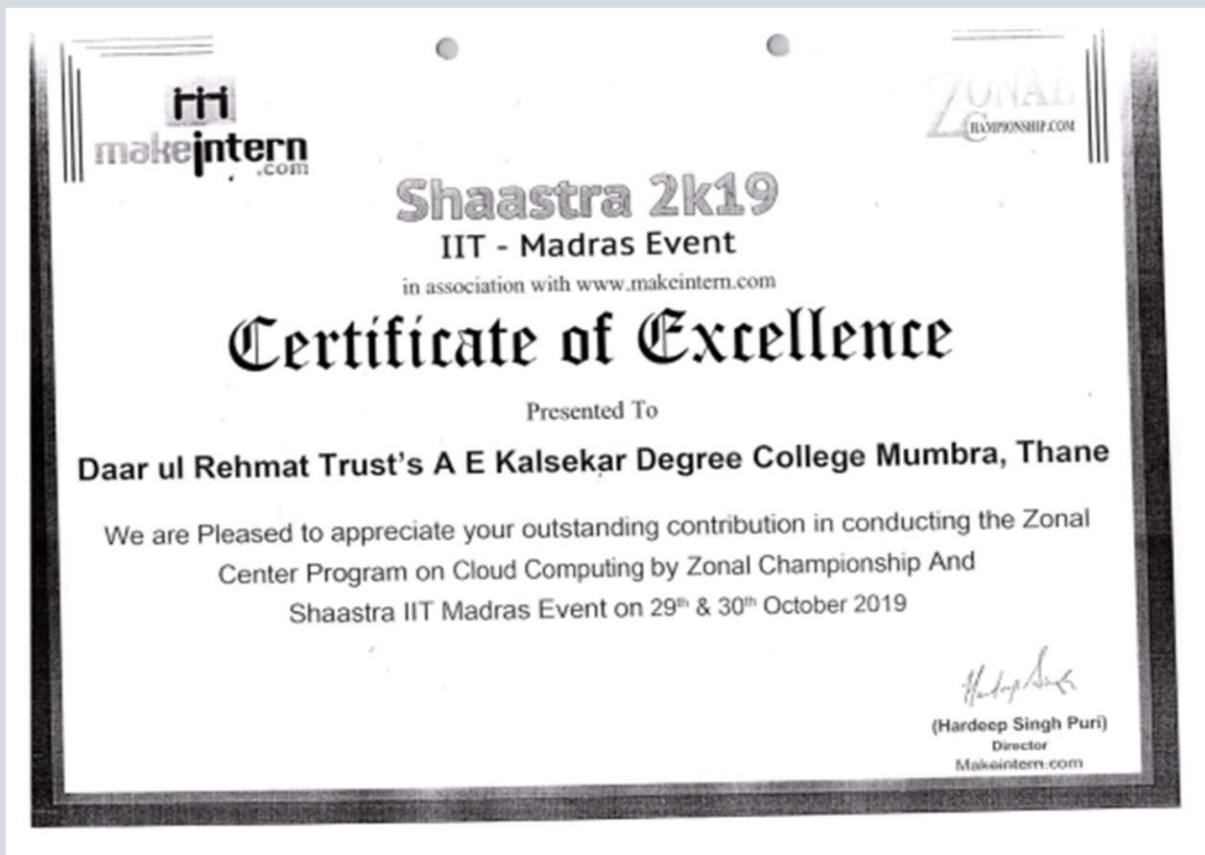 makeintern
.com
ZONAL
CHAMPIONSHIP.COM
Shaastra 2k19
IIT - Madras Event
in association with www.makeintern.com
Certificate of Excellence
Presented To
Daar ul Rehmat Trust's A E Kalsekar Degree College Mumbra, Thane
We are Pleased to appreciate your outstanding contribution in conducting the Zonal
Center Program on Cloud Computing by Zonal Championship And
Shaastra IIT Madras Event on 29th & 30th October 2019
(Hardeep Singh Puri)
Director
Makeintern.com